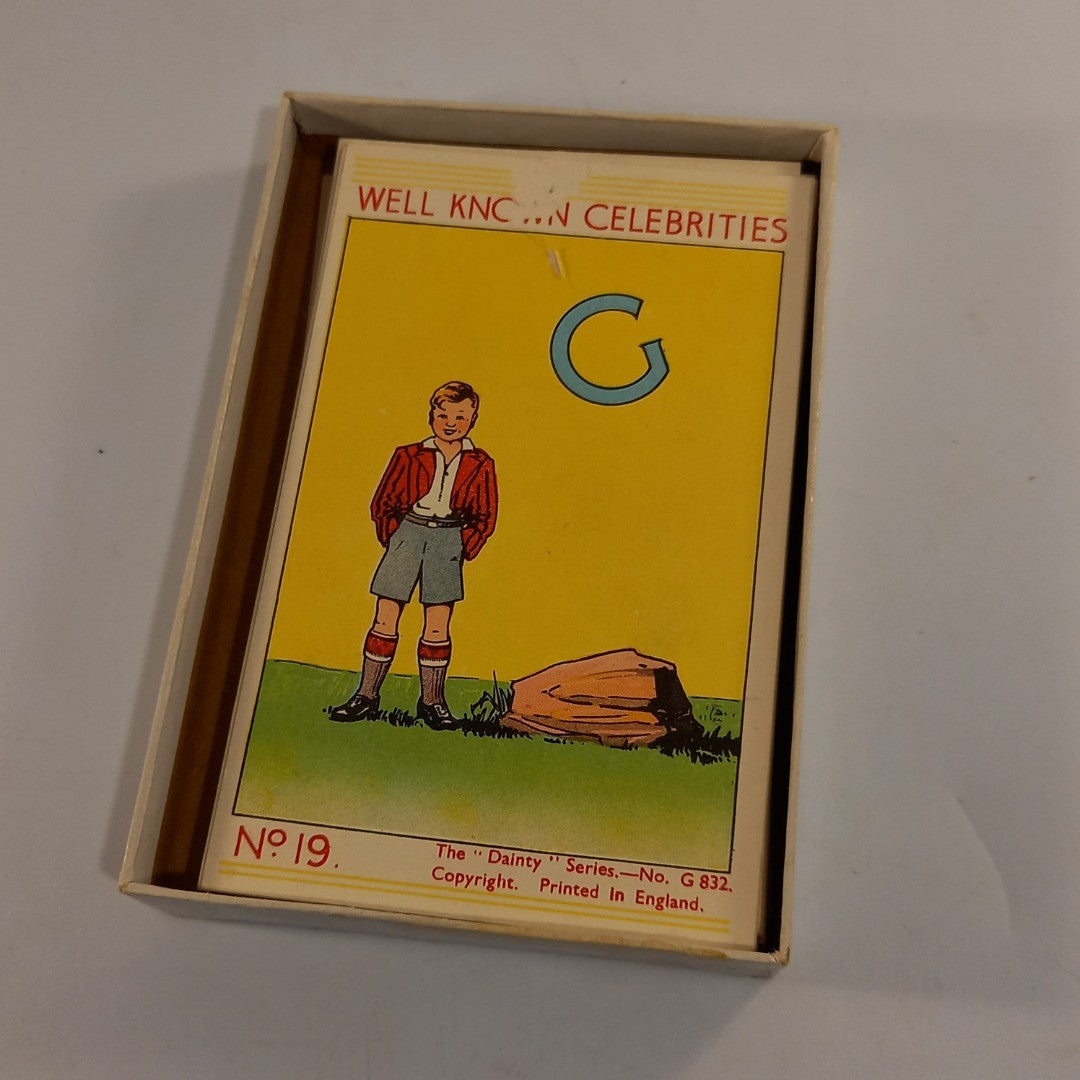 WELL KNOWN CELEBRITIES
G
Nº 19.
The "Dainty" Series.—No. G 832.
Copyright. Printed in England.